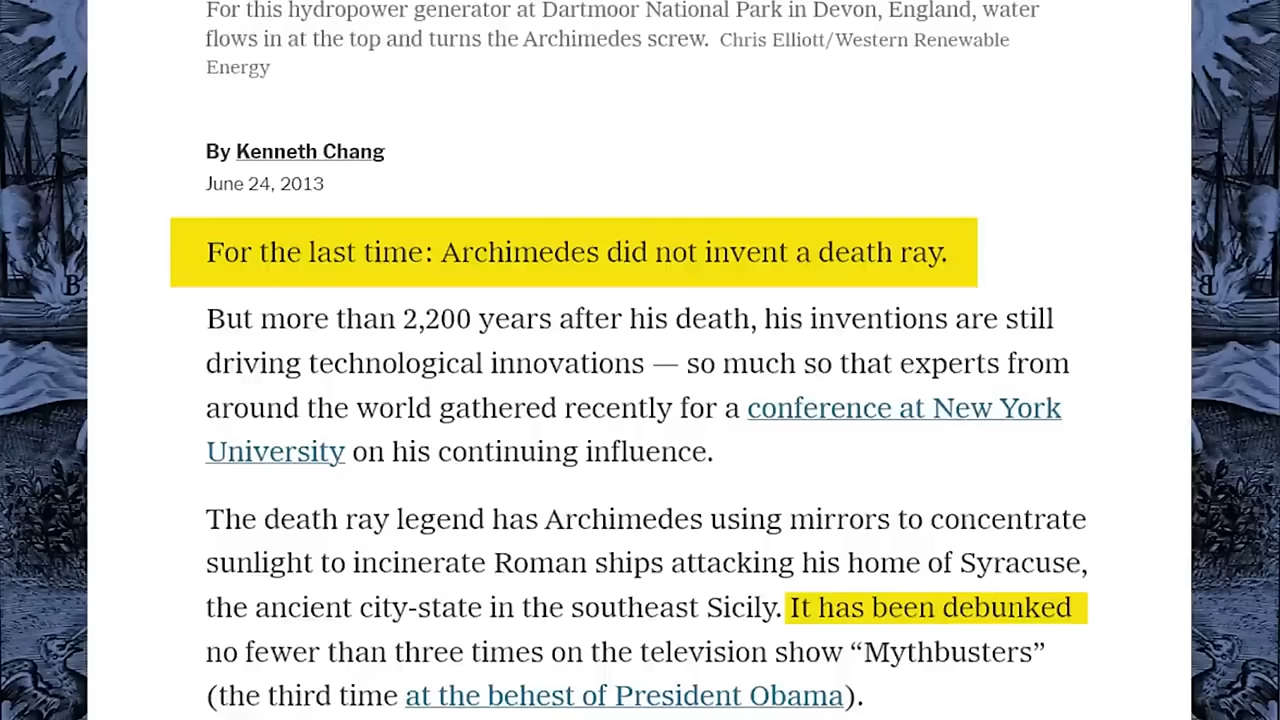 For this hydropower generator at Dartmoor National Park in Devon, England, water
flows in at the top and turns the Archimedes screw. Chris Elliott/Western Renewable
Energy
By Kenneth Chang
June 24, 2013
For the last time: Archimedes did not invent a death ray.
But more than 2,200 years after his death, his inventions are still
driving technological innovations — so much so that experts from
around the world gathered recently for a conference at New York
University on his continuing influence.
The death ray legend has Archimedes using mirrors to concentrate
sunlight to incinerate Roman ships attacking his home of Syracuse,
the ancient city-state in the southeast Sicily. It has been debunked
no fewer than three times on the television show “Mythbusters”
(the third time at the behest of President Obama).
B